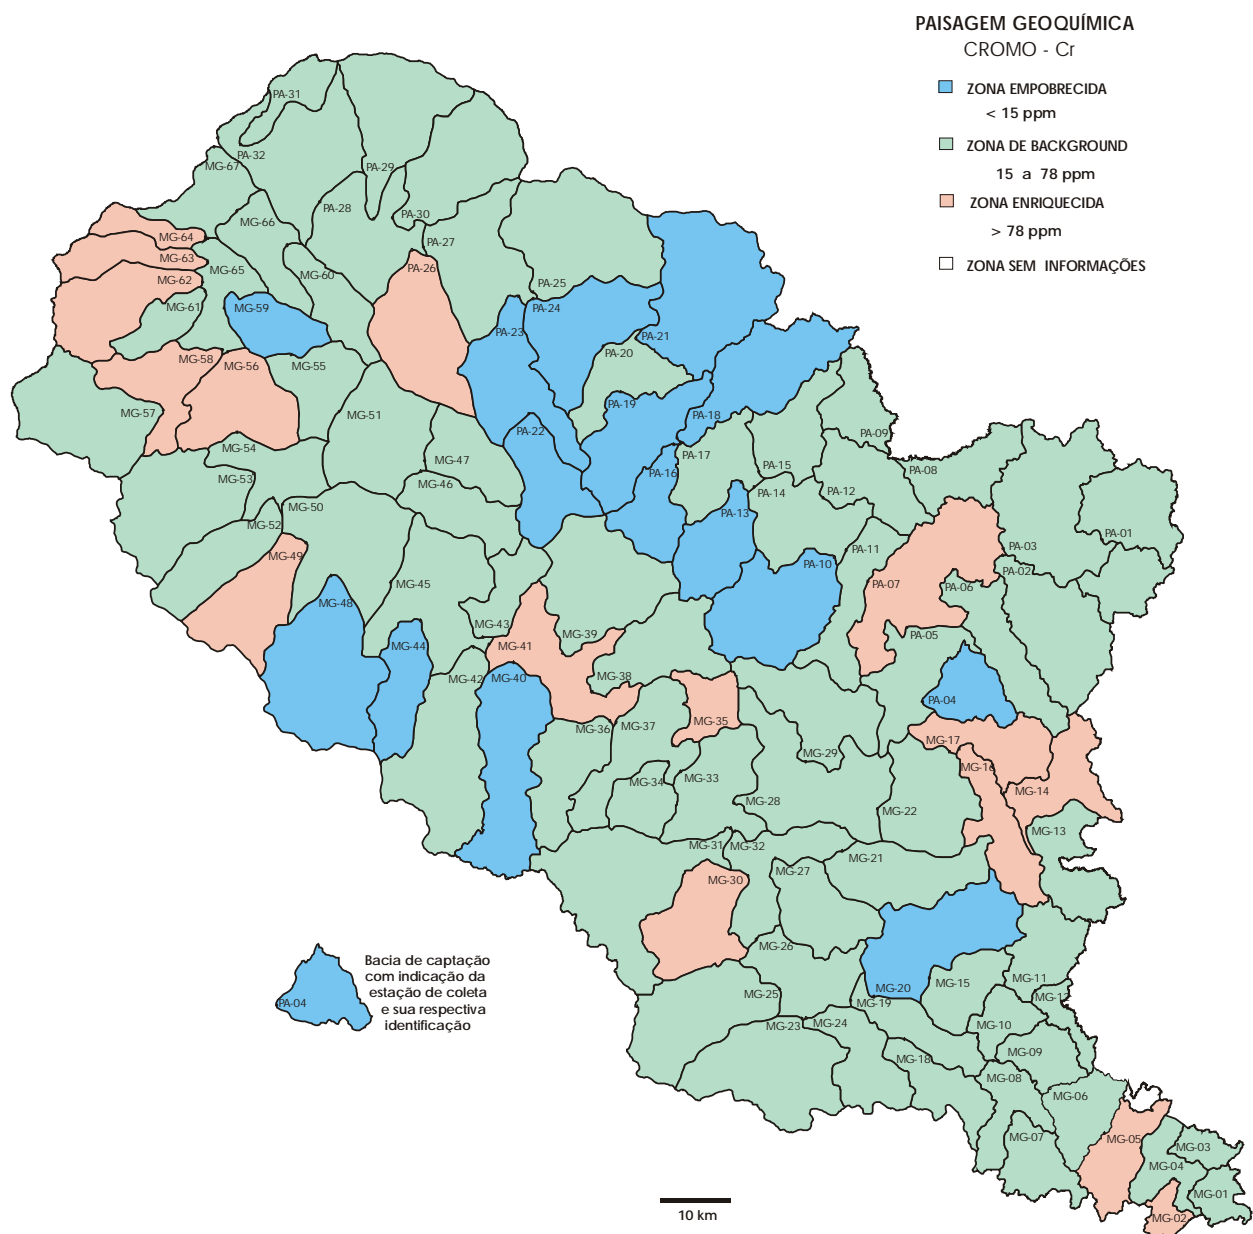 PAISAGEM GEOQUÍMICA
CROMO - Cr
ZONA EMPOBRECIDA
< 15 ppm
ZONA DE BACKGROUND
15 a 78 ppm
ZONA ENRIQUECIDA
> 78 ppm
ZONA SEM INFORMAÇÕES
PA-31
PA-32
MG-67
PA-29
PA-28
PA-30
MG-66
PA-27
MG-64
MG-63
MG-62
MG-65
MG-60
PA-26
PA-25
MG-61
MG-59
PA-24
PA-23
PA-21
PA-20
MG-58
MG-56
MG-55
MG-57
MG-51
PA-19
PA-18
PA-22
PA-09
MG-54
MG-47
PA-17
PA-15
PA-16
PA-08
MG-53
MG-46
PA-14
PA-12
MG-50
PA-13
MG-52
PA-01
PA-03
PA-11
MG-49
PA-10
PA-02
MG-45
PA-07
PA-06
MG-48
MG-43
MG-39
PA-05
MG-44
MG-41
MG-42
MG-40
MG-38
PA-04
MG-36
MG-37
MG-35
MG-17
MG-29
MG-16
MG-34
MG-33
MG-14
MG-28
MG-22
MG-13
MG-31
MG-32
MG-21
MG-27
MG-30
MG-26
MG-20
MG-15
MG-11
MG-25
MG-19
MG-1
MG-23
MG-24
MG-10
MG-18
MG-09
MG-08
MG-06
MG-07
MG-05
MG-03
MG-04
MG-01
MG-02
PA-04
Bacia de captação
com indicação da
estação de coleta
e sua respectiva
identificação
10 km